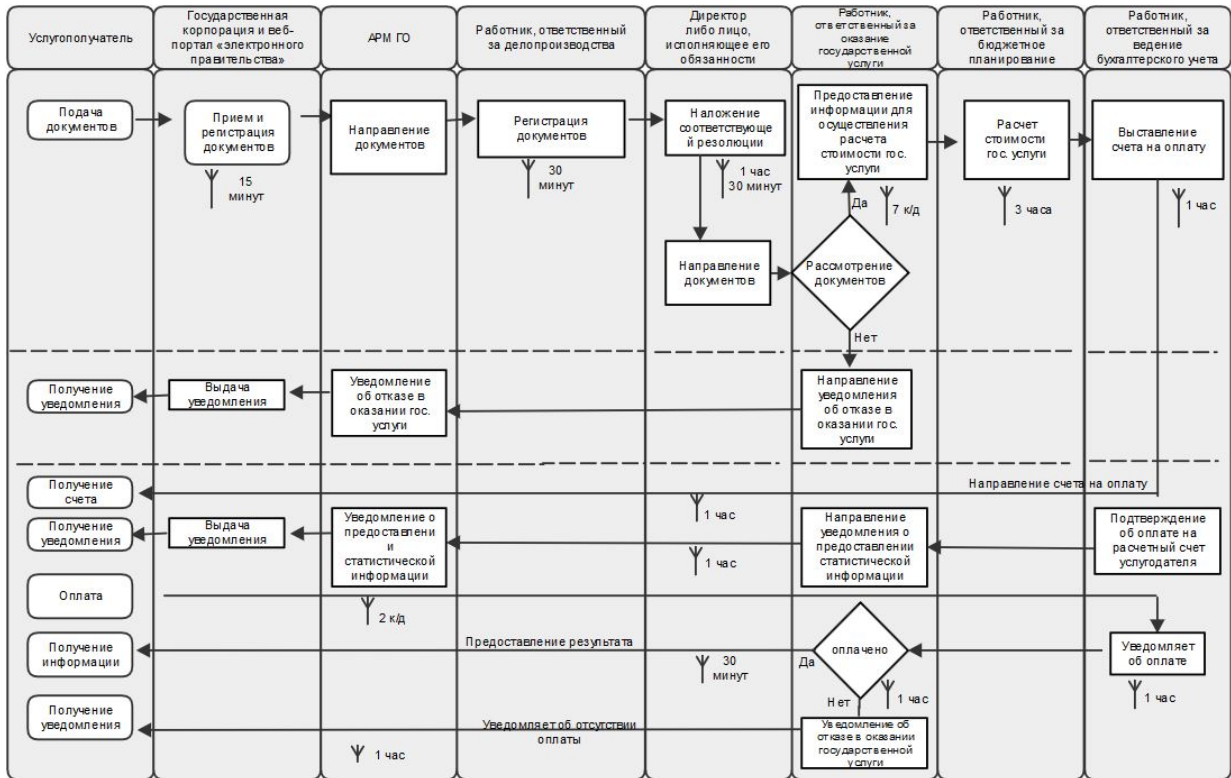 Услугополучатель
Государственная
корпорация и веб-
портал «электронного
правительства»
АРМ ГО
Работник, ответственный
за делопроизводства
Директор
либо лицо,
исполняющее его
обязанности
Работник,
ответственный за
оказание
государственной
услуги
Работник,
ответственный за
бюджетное
планирование
Работник,
ответственный за
ведение
бухгалтерского учета
Подача
документов
Прием и
регистрация
документов
15
минут
Направление
документов
Регистрация
документов
30
минут
Наложение
соответствующе
й резолюции
1 час
30 минут
Предоставление
информации для
осуществления
расчета
стоимости гос.
услуги
Да
7 к/д
Расчет
стоимости
гос. услуги
3 часа
Выставление
счета на оплату
1 час
Направление
документов
Рассмотрение
документов
Нет
Получение
уведомления
Выдача
уведомления
Уведомление
об отказе в
оказании гос.
услуги
Направление
уведомления
об отказе в
оказании гос.
услуги
Получение
счета
Направление счета на оплату
1 час
Получение
уведомления
Выдача
уведомления
Уведомление о
предоставлени
и
статистической
информации
1 час
Направление
уведомления о
предоставлении
статистической
информации
Подтверждение
об оплате на
расчетный счет
услугодателя
Оплата
2 к/д
Получение
информации
Предоставление результата
30
минут
Да
оплачено
Нет
1 час
Уведомляет
об оплате
1 час
Получение
уведомления
Уведомляет об отсутствии
оплаты
1 час
Уведомление об
отказе в оказании
государственной
услуги